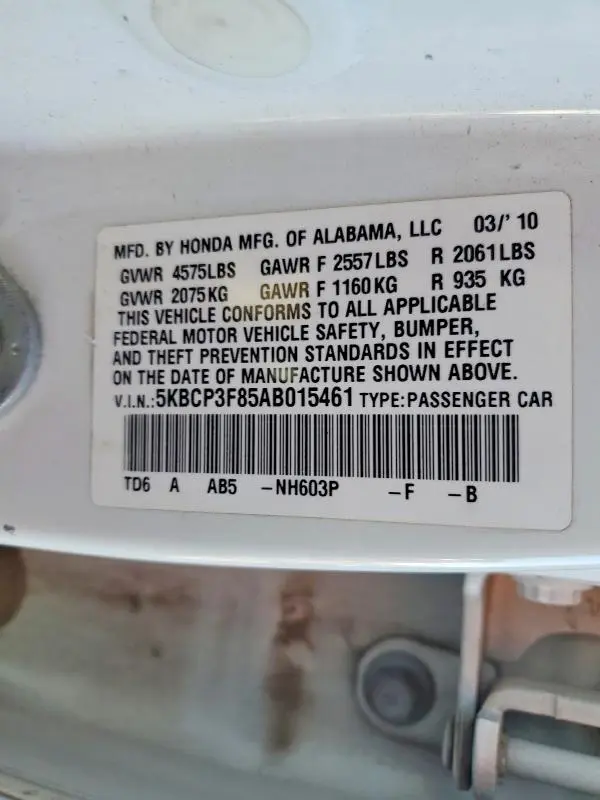 MFD. BY HONDA MFG. OF ALABAMA, LLC 03/'10
GVWR 4575LBS GAWR F 2557LBS R 2061LBS
GVWR 2075KG GAWR F 1160KG R 935 KG
THIS VEHICLE CONFORMS TO ALL APPLICABLE
FEDERAL MOTOR VEHICLE SAFETY, BUMPER,
AND THEFT PREVENTION STANDARDS IN EFFECT
ON THE DATE OF MANUFACTURE SHOWN ABOVE.
V.I.N.:5KBCP3F85AB015461 TYPE:PASSENGER CAR
TD6 A AB5 -NH603P -F -B